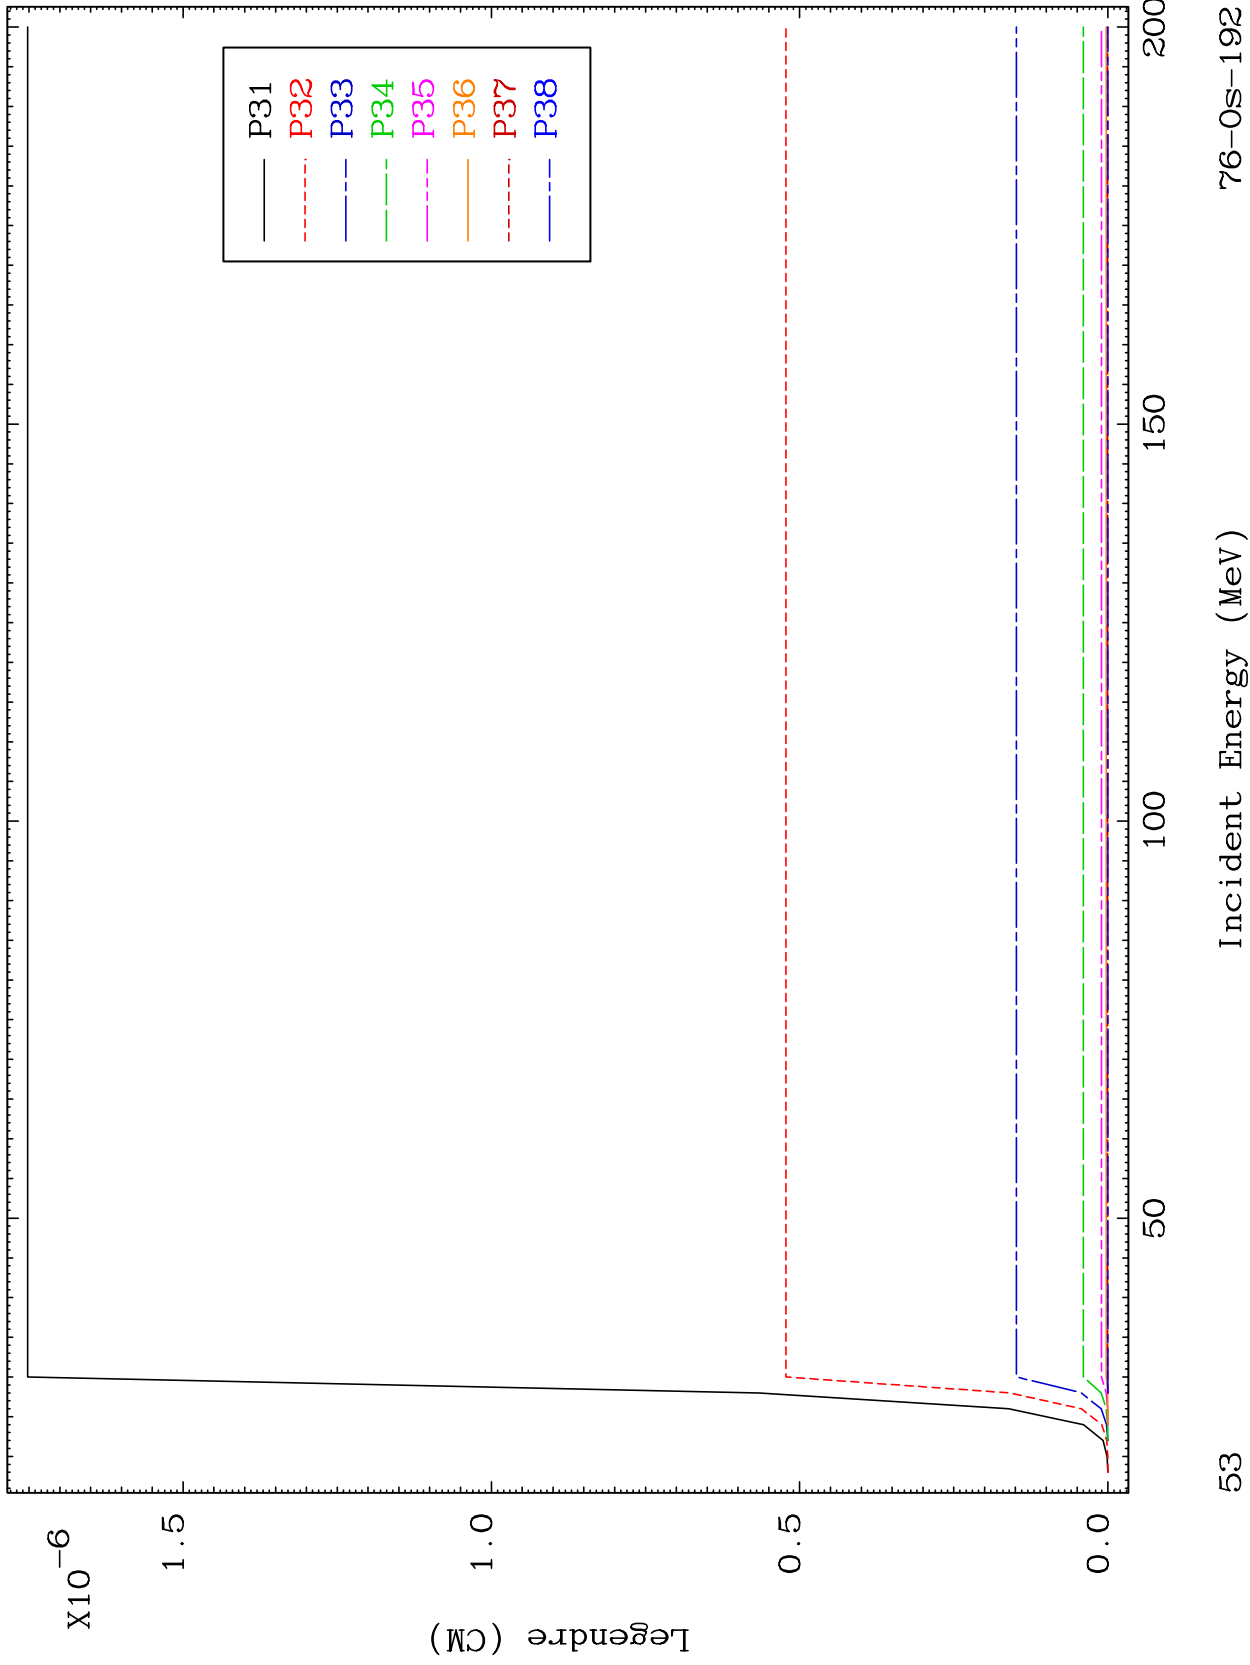 X10−6
1.5
1.0
0.5
0.0
Legendre (CM)
P31
P32
P33
P34
P35
P36
P37
P38
50
100
150
200
Incident Energy (MeV)
53
76-Os-192